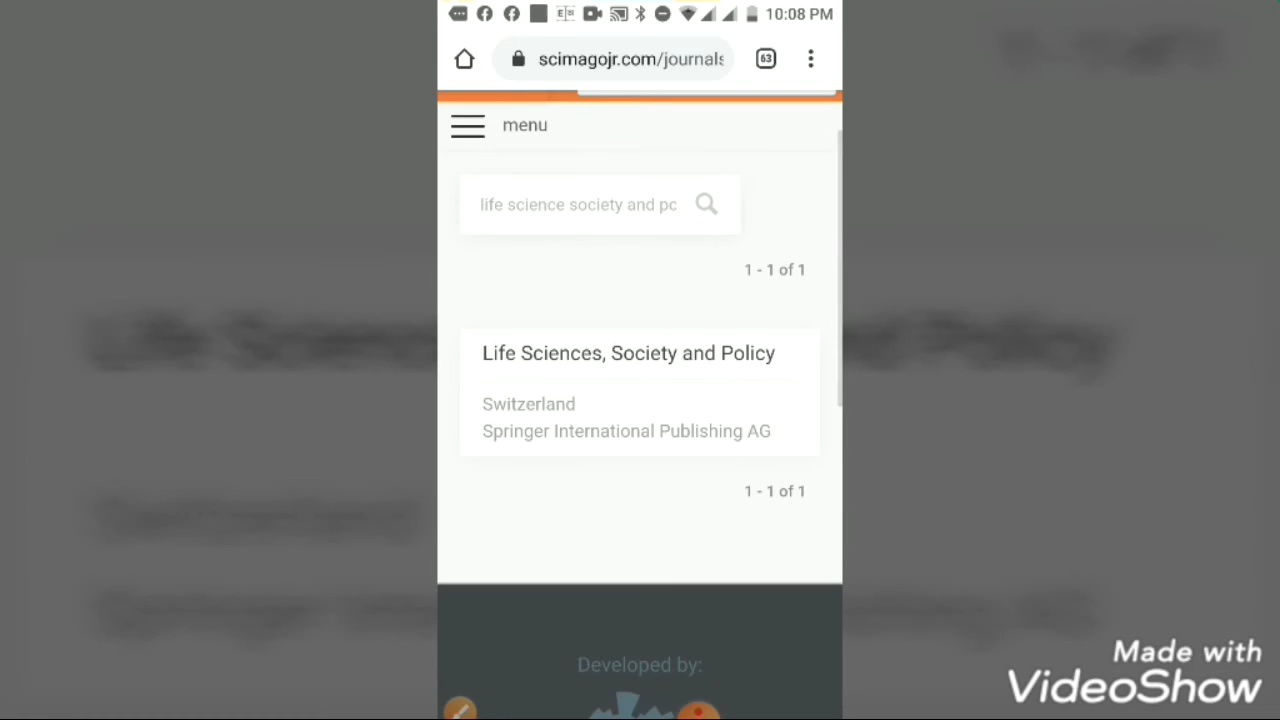 10:08 PM
scimagojr.com/journals
63
menu
life science society and pc
1 - 1 of 1
Life Sciences, Society and Policy
Switzerland
Springer International Publishing AG
1 - 1 of 1
Developed by:
Made with
VideoShow